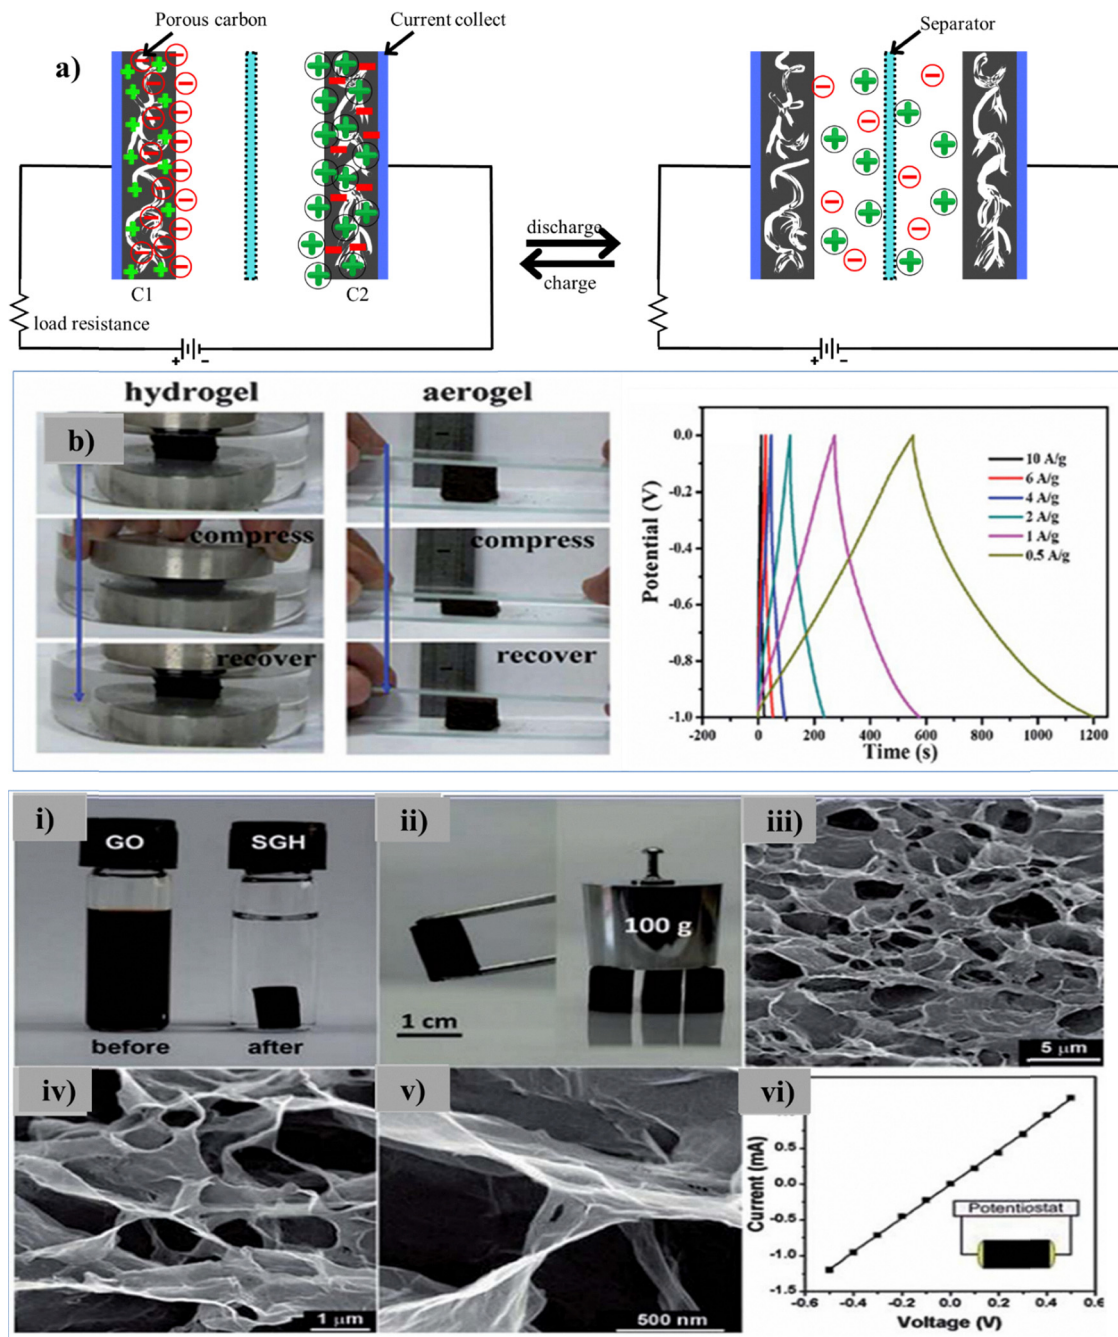 Porous carbon
Current collect
Separator
a)
discharge
charge
C1
C2
load resistance
load resistance
+
-
+
-
hydrogel
aerogel
b)
compress
compress
recover
recover
Potential (V)
0.0
-0.2
-0.4
-0.6
-0.8
-1.0
10 A/g
6 A/g
4 A/g
2 A/g
1 A/g
0.5 A/g
-200
0
200
400
600
800
1000
1200
Time (s)
i)
GO
SGH
before
after
ii)
100 g
1 cm
iii)
5 µm
iv)
1 µm
v)
500 nm
vi)
Current (mA)
0.5
0.0
-0.5
-1.0
-1.5
Potentiostat
-0.6
-0.4
-0.2
0.0
0.2
0.4
0.6
Voltage (V)